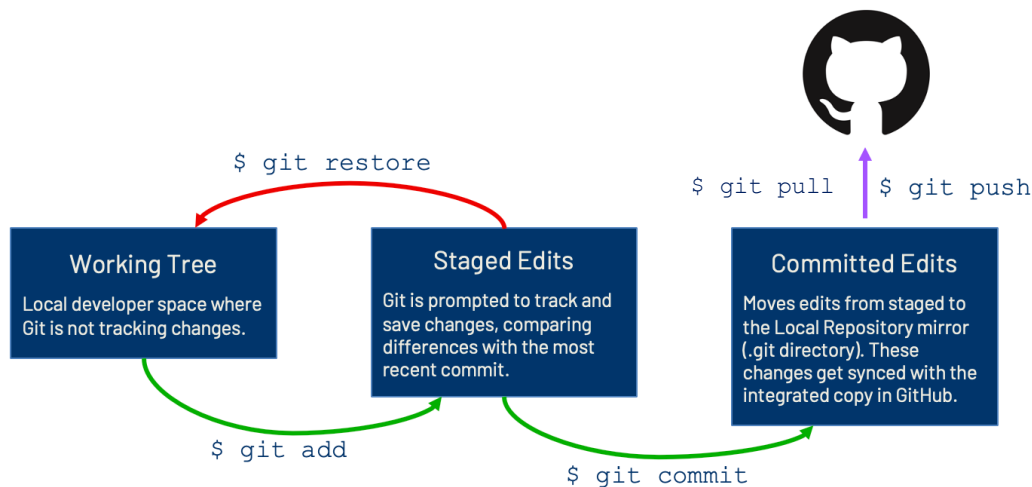 $ git restore
$ git pull
$ git push
Working Tree
Local developer space where
Git is not tracking changes.
Staged Edits
Git is prompted to track and
save changes, comparing
differences with the most
recent commit.
Committed Edits
Moves edits from staged to
the Local Repository mirror
(.git directory). These
changes get synced with the
integrated copy in GitHub.
$ git add
$ git commit